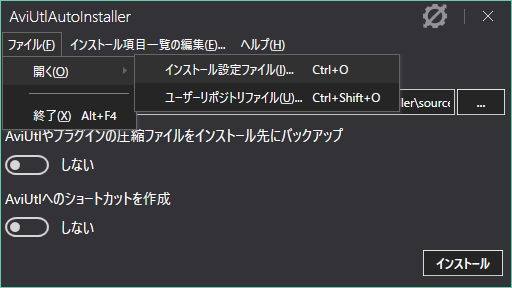 AviUtlAutoInstaller
ファイル(F) インストール項目一覧の編集(E)... ヘルプ(H)
開く(O)
インストール設定ファイル(I)... Ctrl+O
ユーザーリポジトリファイル(U)... Ctrl+Shift+O
ller\source
...
終了(X) Alt+F4
AviUtlやプラグインの圧縮ファイルをインストール先にバックアップ
しない
AviUtlへのショートカットを作成
しない
インストール